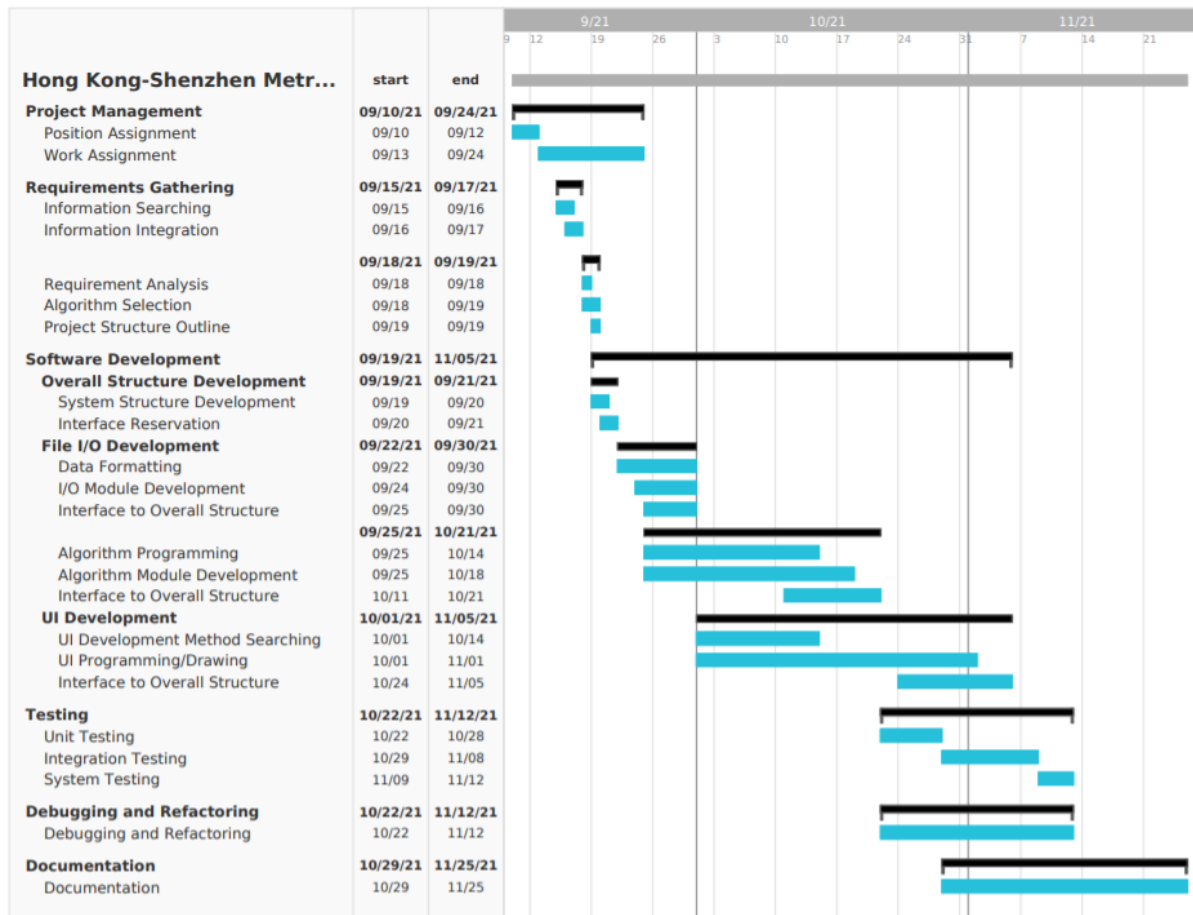 9/21 10/21 11/21
9 12 19 26 3 10 17 24 31 7 14 21
Hong Kong-Shenzhen Metr... start end
Project Management 09/10/21 09/24/21
Position Assignment 09/10 09/12
Work Assignment 09/13 09/24
Requirements Gathering 09/15/21 09/17/21
Information Searching 09/15 09/16
Information Integration 09/16 09/17
09/18/21 09/19/21
Requirement Analysis 09/18 09/18
Algorithm Selection 09/18 09/19
Project Structure Outline 09/19 09/19
Software Development 09/19/21 11/05/21
Overall Structure Development 09/19/21 09/21/21
System Structure Development 09/19 09/20
Interface Reservation 09/20 09/21
File I/O Development 09/22/21 09/30/21
Data Formatting 09/22 09/30
I/O Module Development 09/24 09/30
Interface to Overall Structure 09/25 09/30
09/25/21 10/21/21
Algorithm Programming 09/25 10/14
Algorithm Module Development 09/25 10/18
Interface to Overall Structure 10/11 10/21
UI Development 10/01/21 11/05/21
UI Development Method Searching 10/01 10/14
UI Programming/Drawing 10/01 11/01
Interface to Overall Structure 10/24 11/05
Testing 10/22/21 11/12/21
Unit Testing 10/22 10/28
Integration Testing 10/29 11/08
System Testing 11/09 11/12
Debugging and Refactoring 10/22/21 11/12/21
Debugging and Refactoring 10/22 11/12
Documentation 10/29/21 11/25/21
Documentation 10/29 11/25